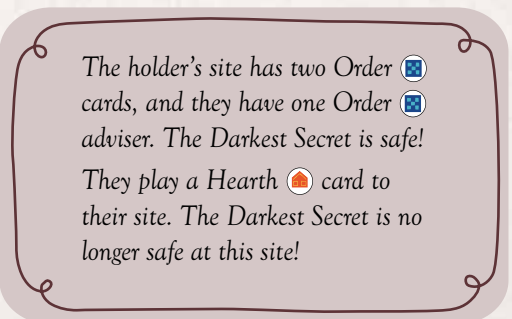 The holder's site has two Order
cards, and they have one Order
adviser. The Darkest Secret is safe!
They play a Hearth card to
their site. The Darkest Secret is no
longer safe at this site!